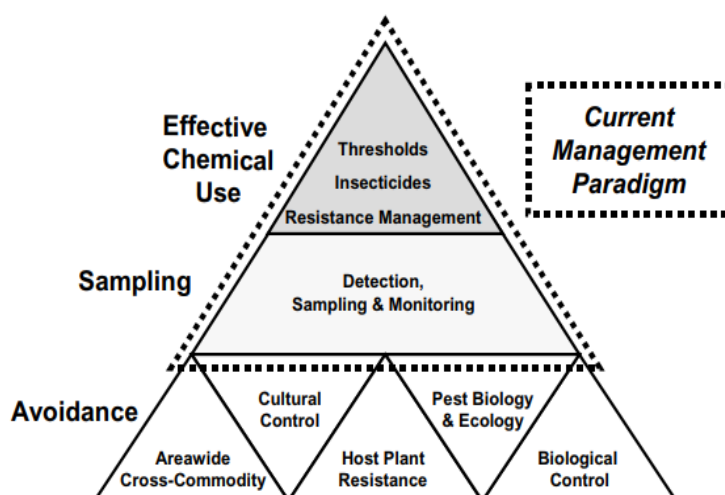 Effective
Chemical
Use
Thresholds
Insecticides
Resistance Management
Current
Management
Paradigm
Sampling
Detection,
Sampling & Monitoring
Avoidance
Cultural
Control
Pest Biology
& Ecology
Areawide
Cross-Commodity
Host Plant
Resistance
Biological
Control